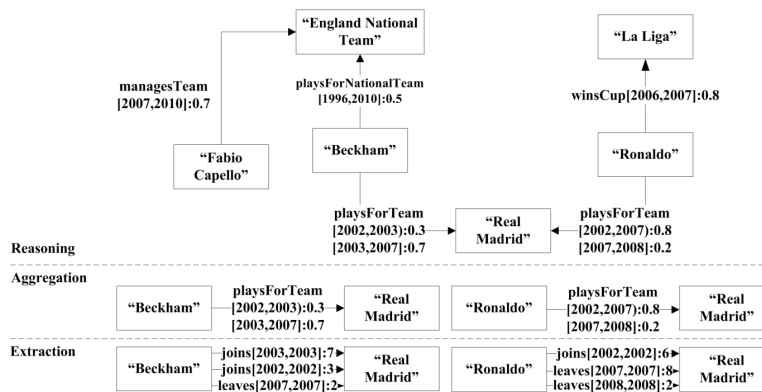 “England National
Team”
“La Liga”
managesTeam
[2007,2010]:0.7
playsForNationalTeam
[1996,2010]:0.5
winsCup[2006,2007]:0.8
“Fabio
Capello”
“Beckham”
“Ronaldo”
playsForTeam
[2002,2003):0.3
[2003,2007]:0.7
“Real
Madrid”
playsForTeam
[2002,2007):0.8
[2007,2008]:0.2
Reasoning
Aggregation
“Beckham”
playsForTeam
[2002,2003):0.3
[2003,2007]:0.7
“Real
Madrid”
“Ronaldo”
playsForTeam
[2002,2007):0.8
[2007,2008]:0.2
“Real
Madrid”
Extraction
“Beckham”
joins[2003,2003]:7
joins[2002,2002]:3
leaves[2007,2007]:2
“Real
Madrid”
“Ronaldo”
joins[2002,2002]:6
leaves[2007,2007]:8
leaves[2008,2008]:2
“Real
Madrid”